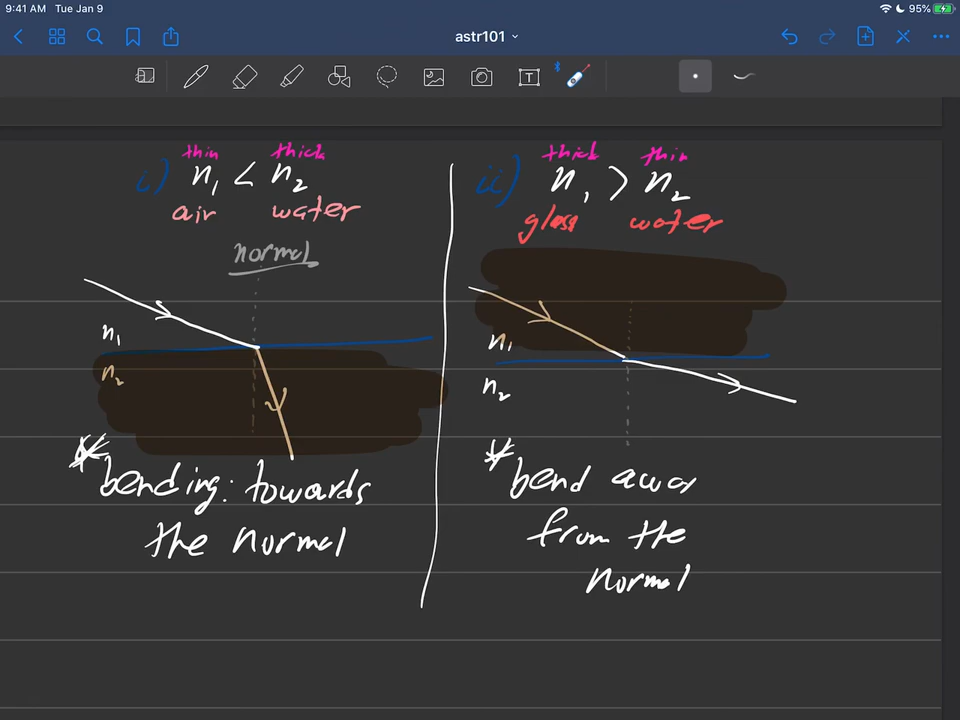 9:41 AM Tue Jan 9
95%
astr101
T
thin thick
i) n₁ < n₂
air water
normal
n₁
n₂
bending: towards
the normal
thick thin
ii) n₁ > n₂
glass water
n₁
n₂
bend away
from the
normal